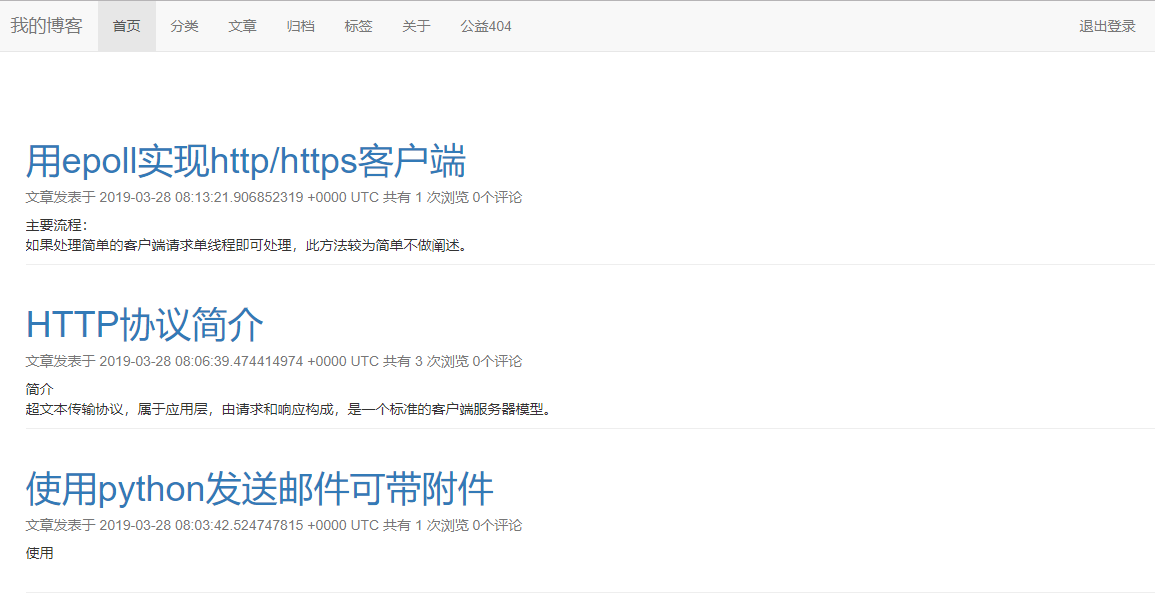 我的博客 首页 分类 文章 归档 标签 关于 公益404 退出登录
用epoll实现http/https客户端
文章发表于 2019-03-28 08:13:21.906852319 +0000 UTC 共有 1 次浏览 0个评论
主要流程：
如果处理简单的客户端请求单线程即可处理，此方法较为简单不做阐述。
HTTP协议简介
文章发表于 2019-03-28 08:06:39.474414974 +0000 UTC 共有 3 次浏览 0个评论
简介
超文本传输协议，属于应用层，由请求和响应构成，是一个标准的客户端服务器模型。
使用python发送邮件可带附件
文章发表于 2019-03-28 08:03:42.524747815 +0000 UTC 共有 1 次浏览 0个评论
使用